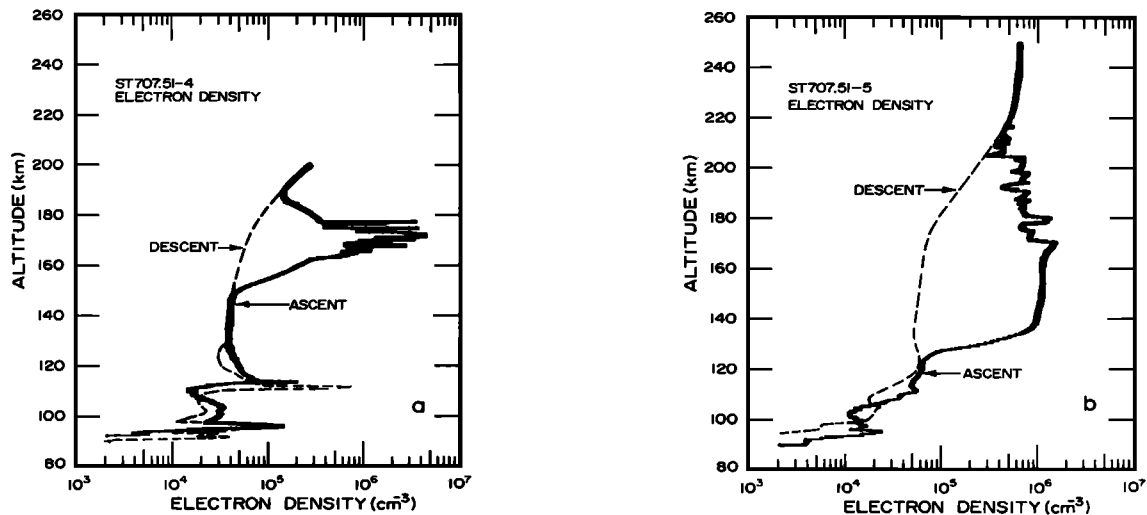 260
240
220
200
180
160
140
120
100
80
ALTITUDE (km)
ST707.51-4
ELECTRON DENSITY
DESCENT
ASCENT
a
10³ 10⁴ 10⁵ 10⁶ 10⁷
ELECTRON DENSITY (cm⁻³)
260
240
220
200
180
160
140
120
100
80
ALTITUDE (km)
ST707.51-5
ELECTRON DENSITY
DESCENT
ASCENT
b
10³ 10⁴ 10⁵ 10⁶ 10⁷
ELECTRON DENSITY (cm⁻³)